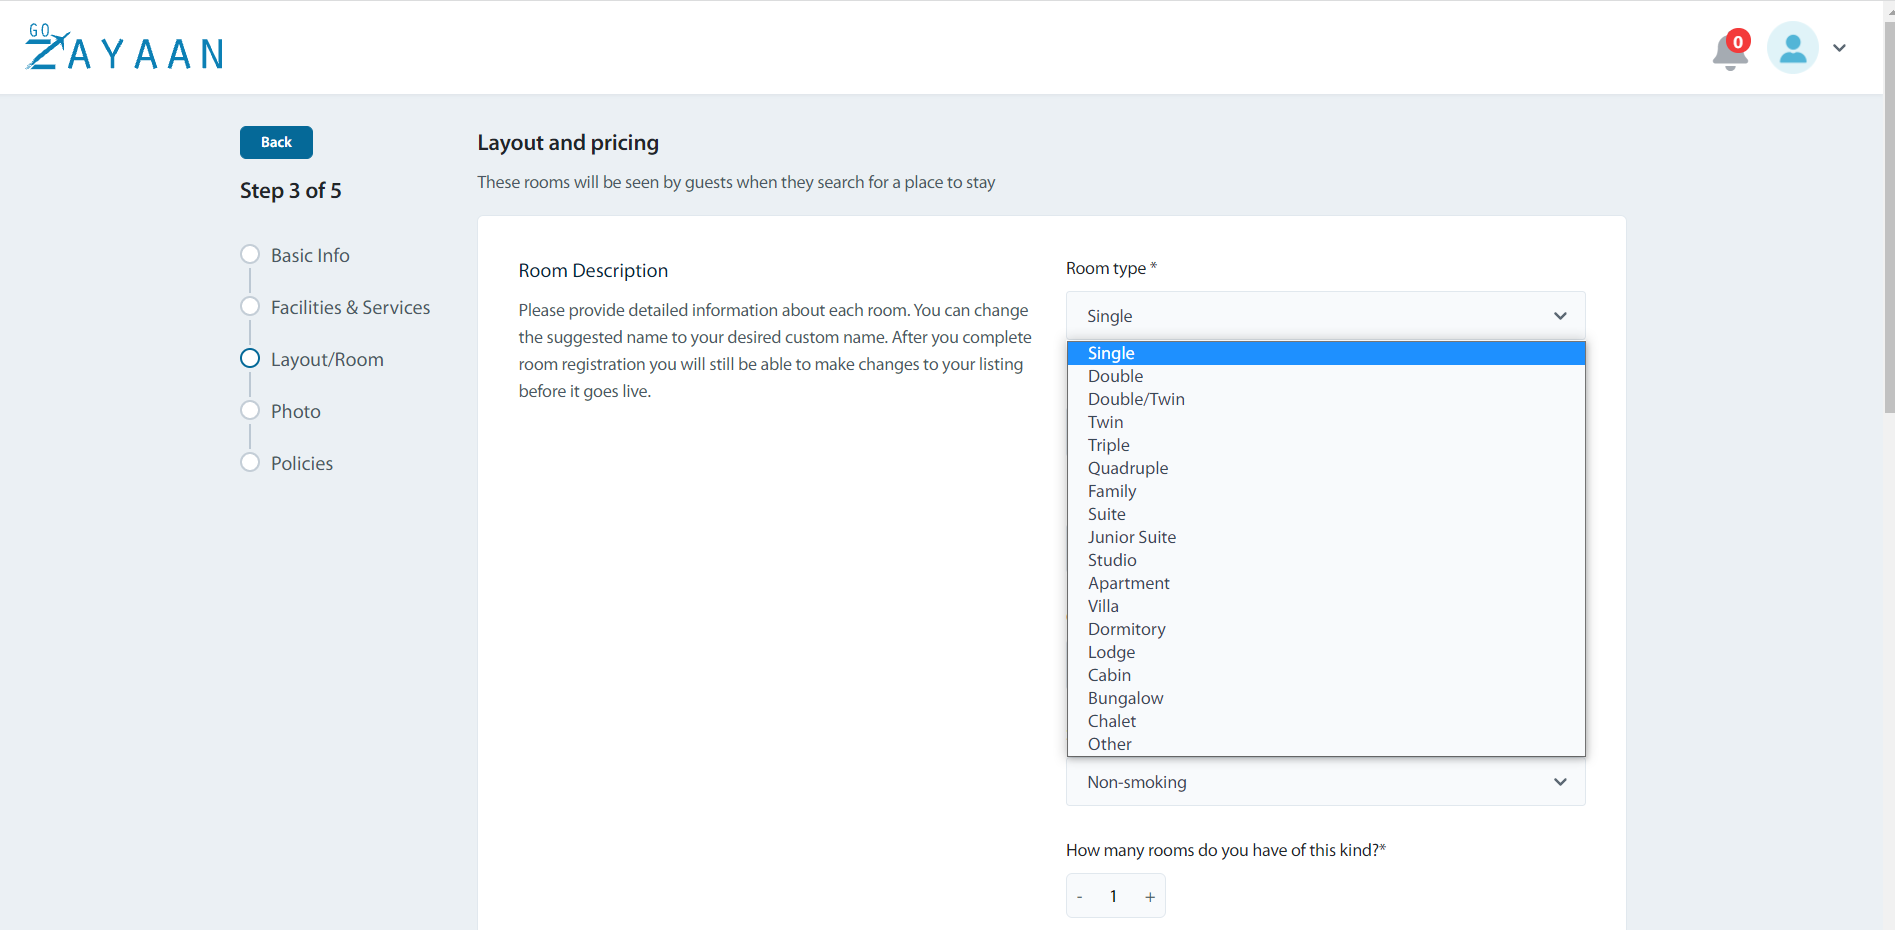 GO
ZAYAAN
0
Back
Step 3 of 5
Basic Info
Facilities & Services
Layout/Room
Photo
Policies
Layout and pricing
These rooms will be seen by guests when they search for a place to stay
Room Description
Please provide detailed information about each room. You can change
the suggested name to your desired custom name. After you complete
room registration you will still be able to make changes to your listing
before it goes live.
Room type *
Single
Single
Double
Double/Twin
Twin
Triple
Quadruple
Family
Suite
Junior Suite
Studio
Apartment
Villa
Dormitory
Lodge
Cabin
Bungalow
Chalet
Other
Non-smoking
How many rooms do you have of this kind?*
- 1 +